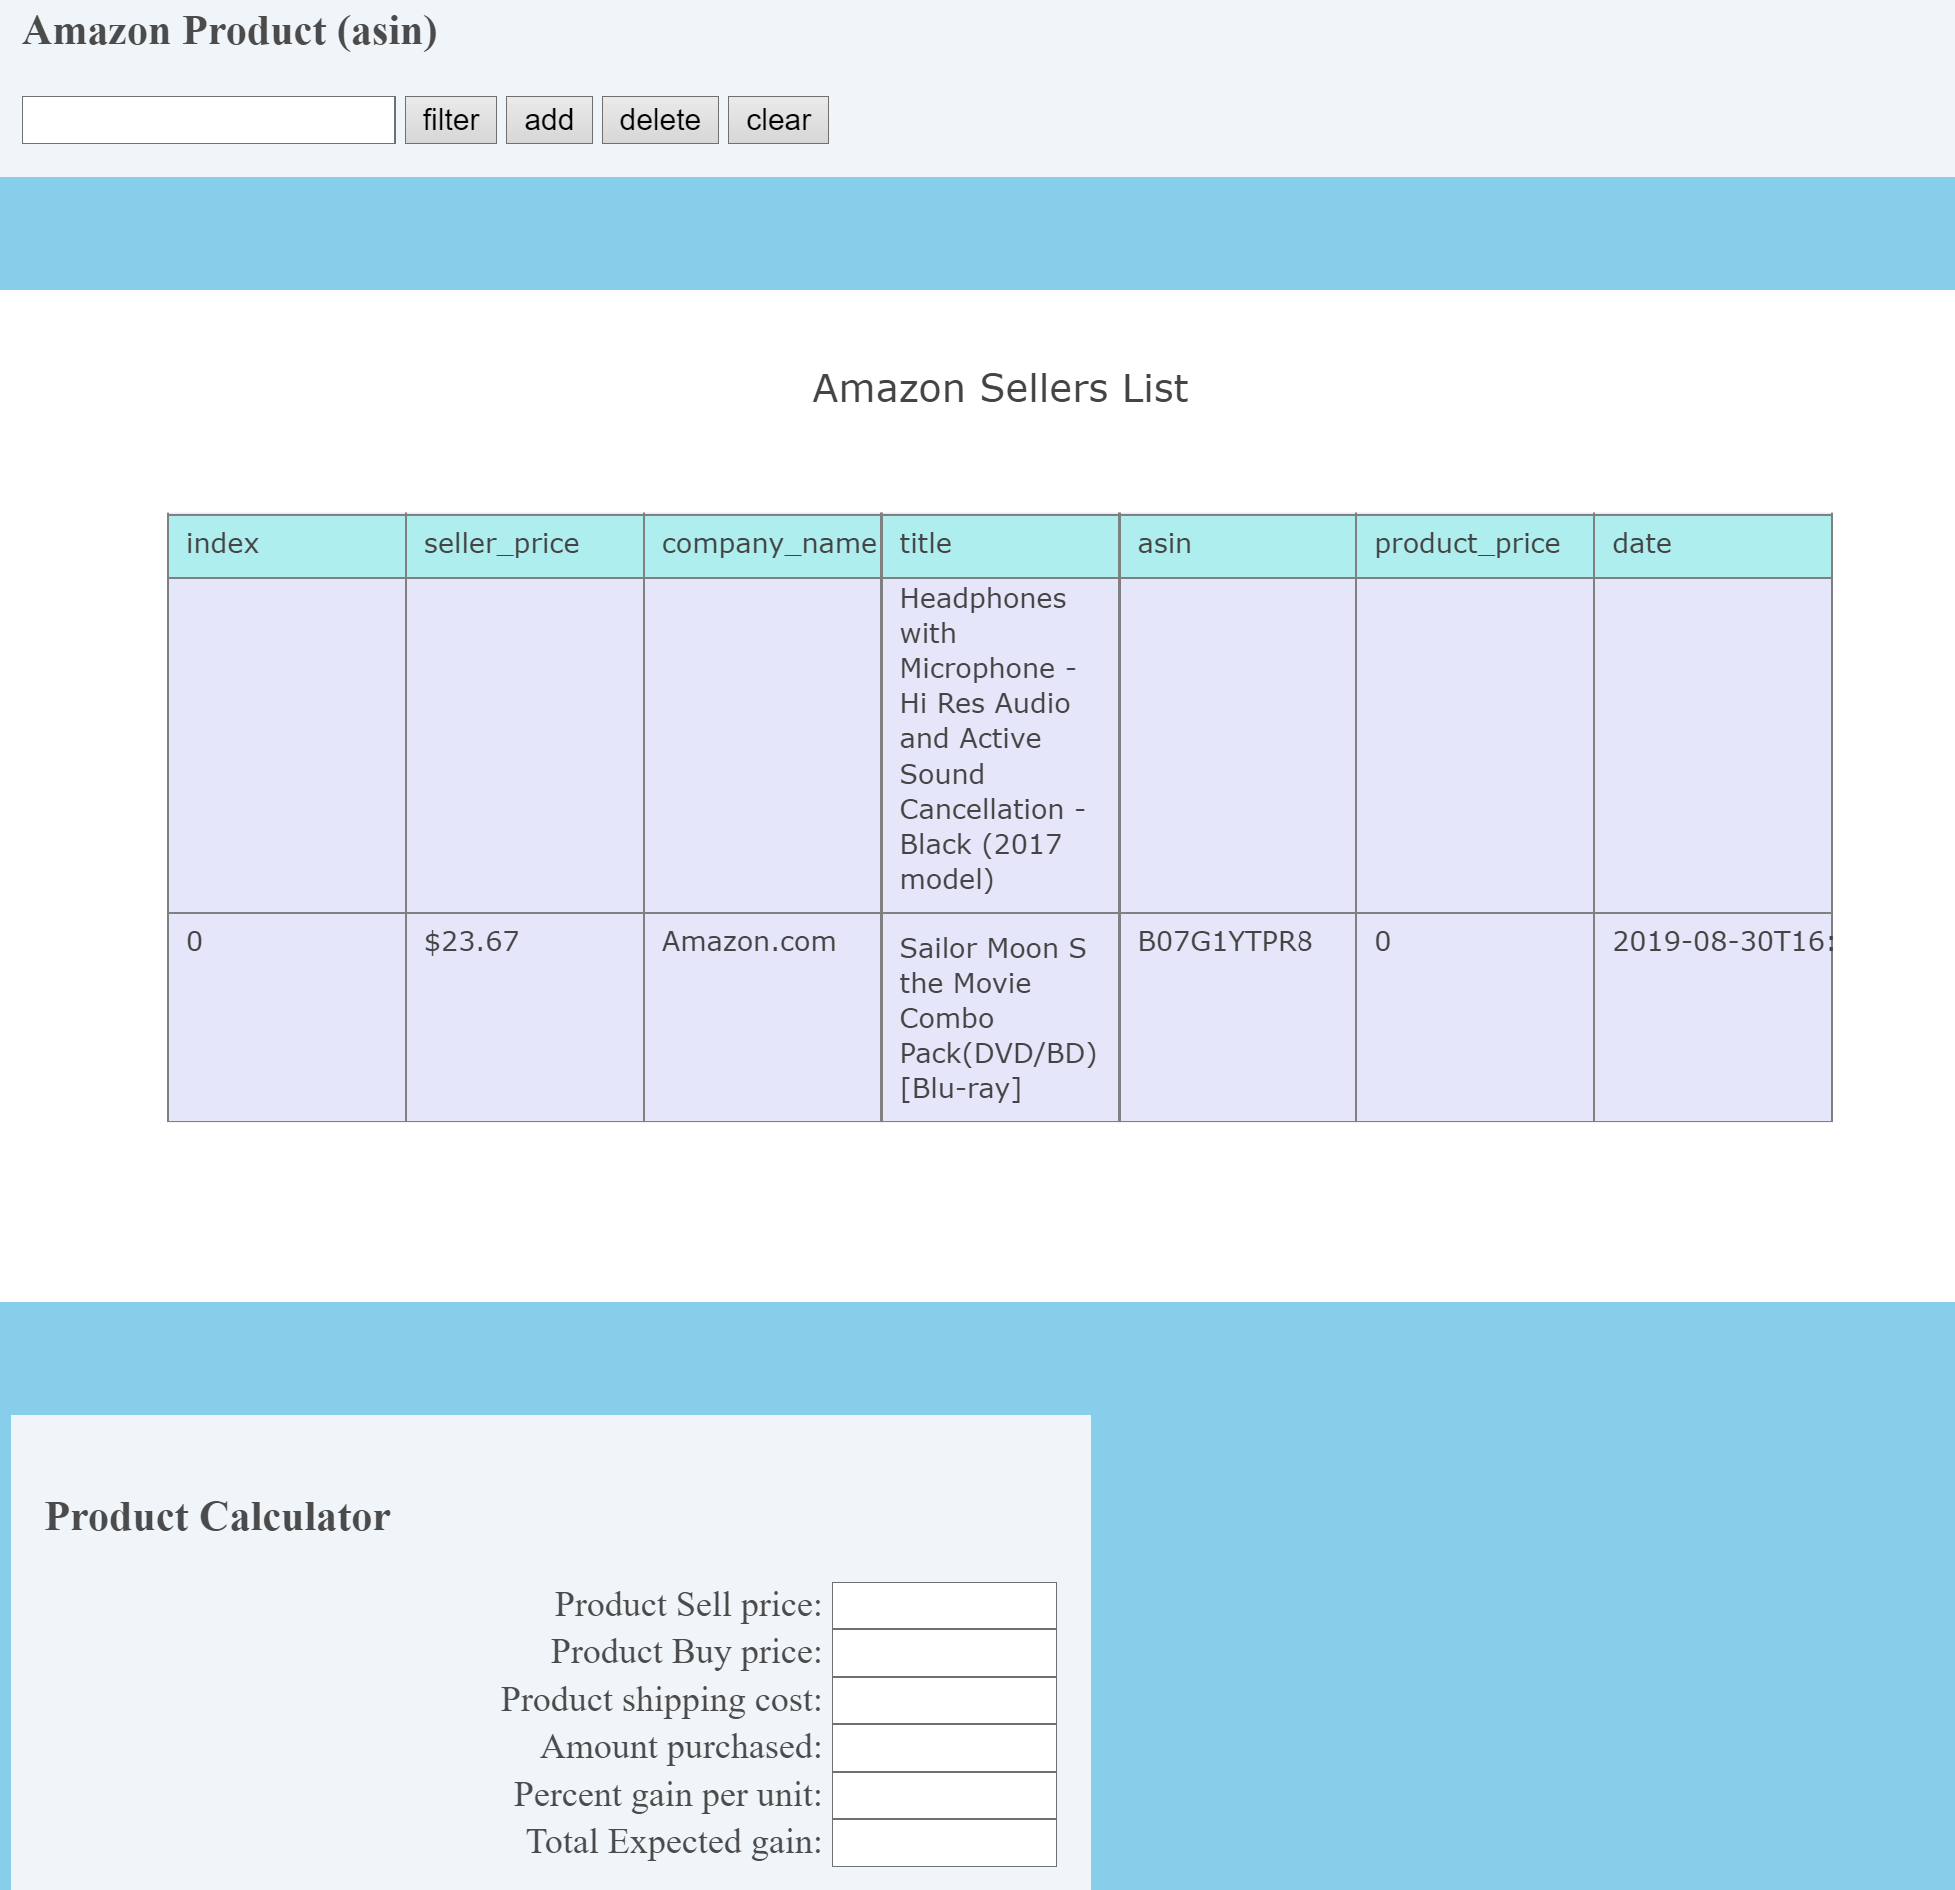 Amazon Product (asin)
filter add delete clear
Amazon Sellers List
index seller_price company_name title asin product_price date
Headphones
with
Microphone -
Hi Res Audio
and Active
Sound
Cancellation -
Black (2017
model)
0 $23.67 Amazon.com Sailor Moon S B07G1YTPR8 0 2019-08-30T16:
the Movie
Combo
Pack(DVD/BD)
[Blu-ray]
Product Calculator
Product Sell price:
Product Buy price:
Product shipping cost:
Amount purchased:
Percent gain per unit:
Total Expected gain: